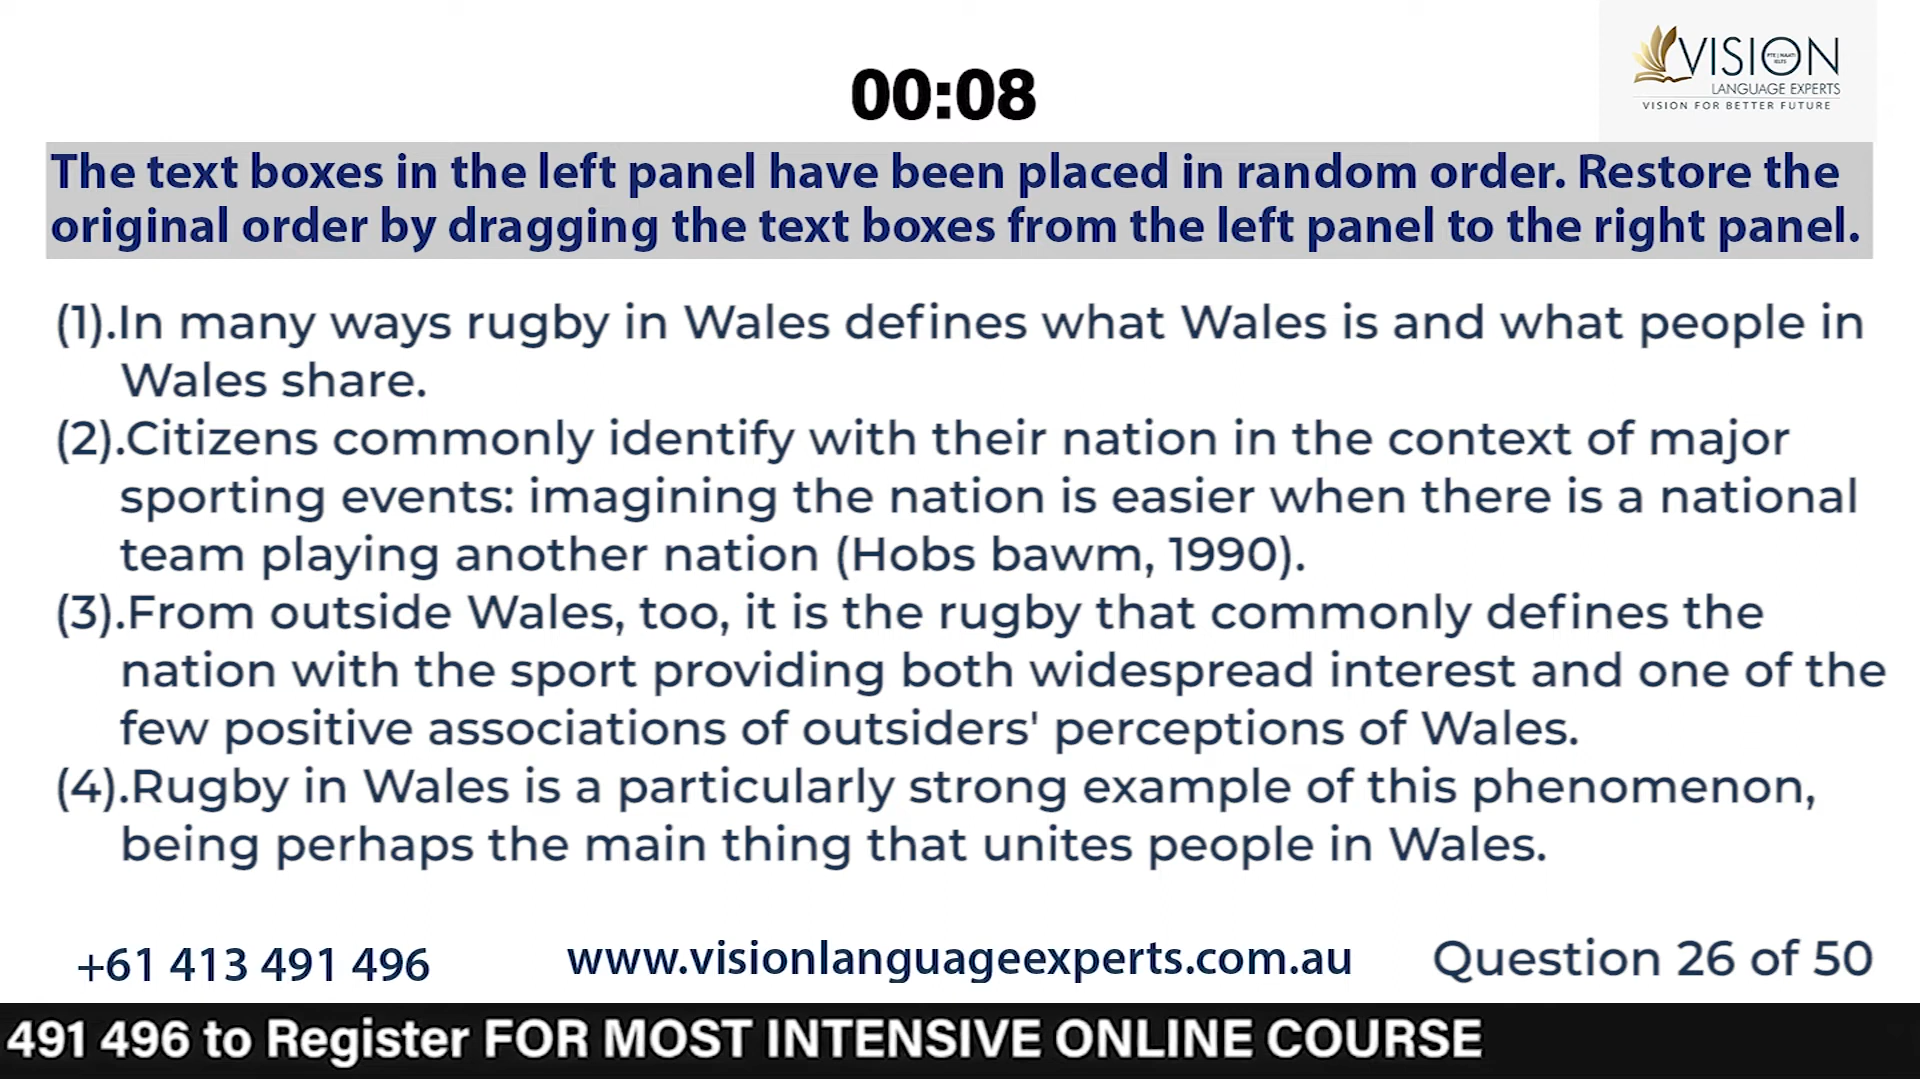 VISION
PTE | NAATI
IELTS
LANGUAGE EXPERTS
VISION FOR BETTER FUTURE
00:08
The text boxes in the left panel have been placed in random order. Restore the
original order by dragging the text boxes from the left panel to the right panel.
(1).In many ways rugby in Wales defines what Wales is and what people in
Wales share.
(2).Citizens commonly identify with their nation in the context of major
sporting events: imagining the nation is easier when there is a national
team playing another nation (Hobs bawm, 1990).
(3).From outside Wales, too, it is the rugby that commonly defines the
nation with the sport providing both widespread interest and one of the
few positive associations of outsiders' perceptions of Wales.
(4).Rugby in Wales is a particularly strong example of this phenomenon,
being perhaps the main thing that unites people in Wales.
+61 413 491 496
www.visionlanguageexperts.com.au
Question 26 of 50
491 496 to Register FOR MOST INTENSIVE ONLINE COURSE